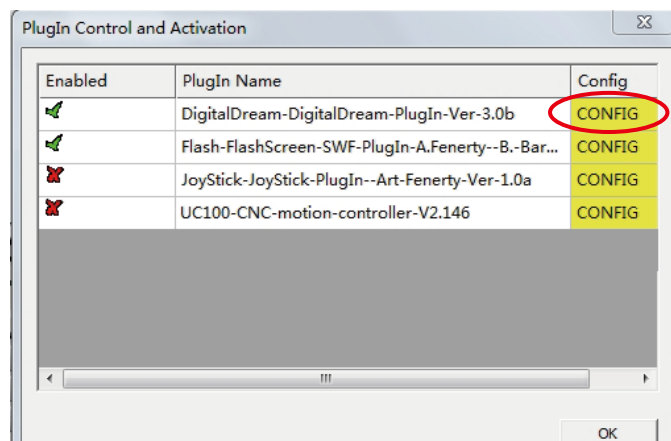 PlugIn Control and Activation
Enabled PlugIn Name Config
DigitalDream-DigitalDream-PlugIn-Ver-3.0b CONFIG
Flash-FlashScreen-SWF-PlugIn-A.Fenerty--B.-Bar... CONFIG
JoyStick-JoyStick-PlugIn--Art-Fenerty-Ver-1.0a CONFIG
UC100-CNC-motion-controller-V2.146 CONFIG
OK